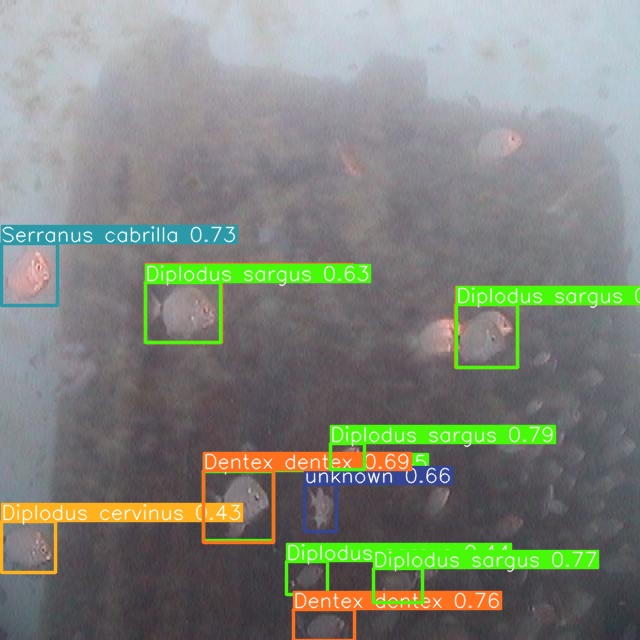 Serranus cabrilla 0.73
Diplodus sargus 0.63
Diplodus sargus
Diplodus sargus 0.79
Dentex dentex 0.69
unknown 0.66
Diplodus cervinus 0.43
Diplodus
Diplodus sargus 0.77
Dentex dentex 0.76